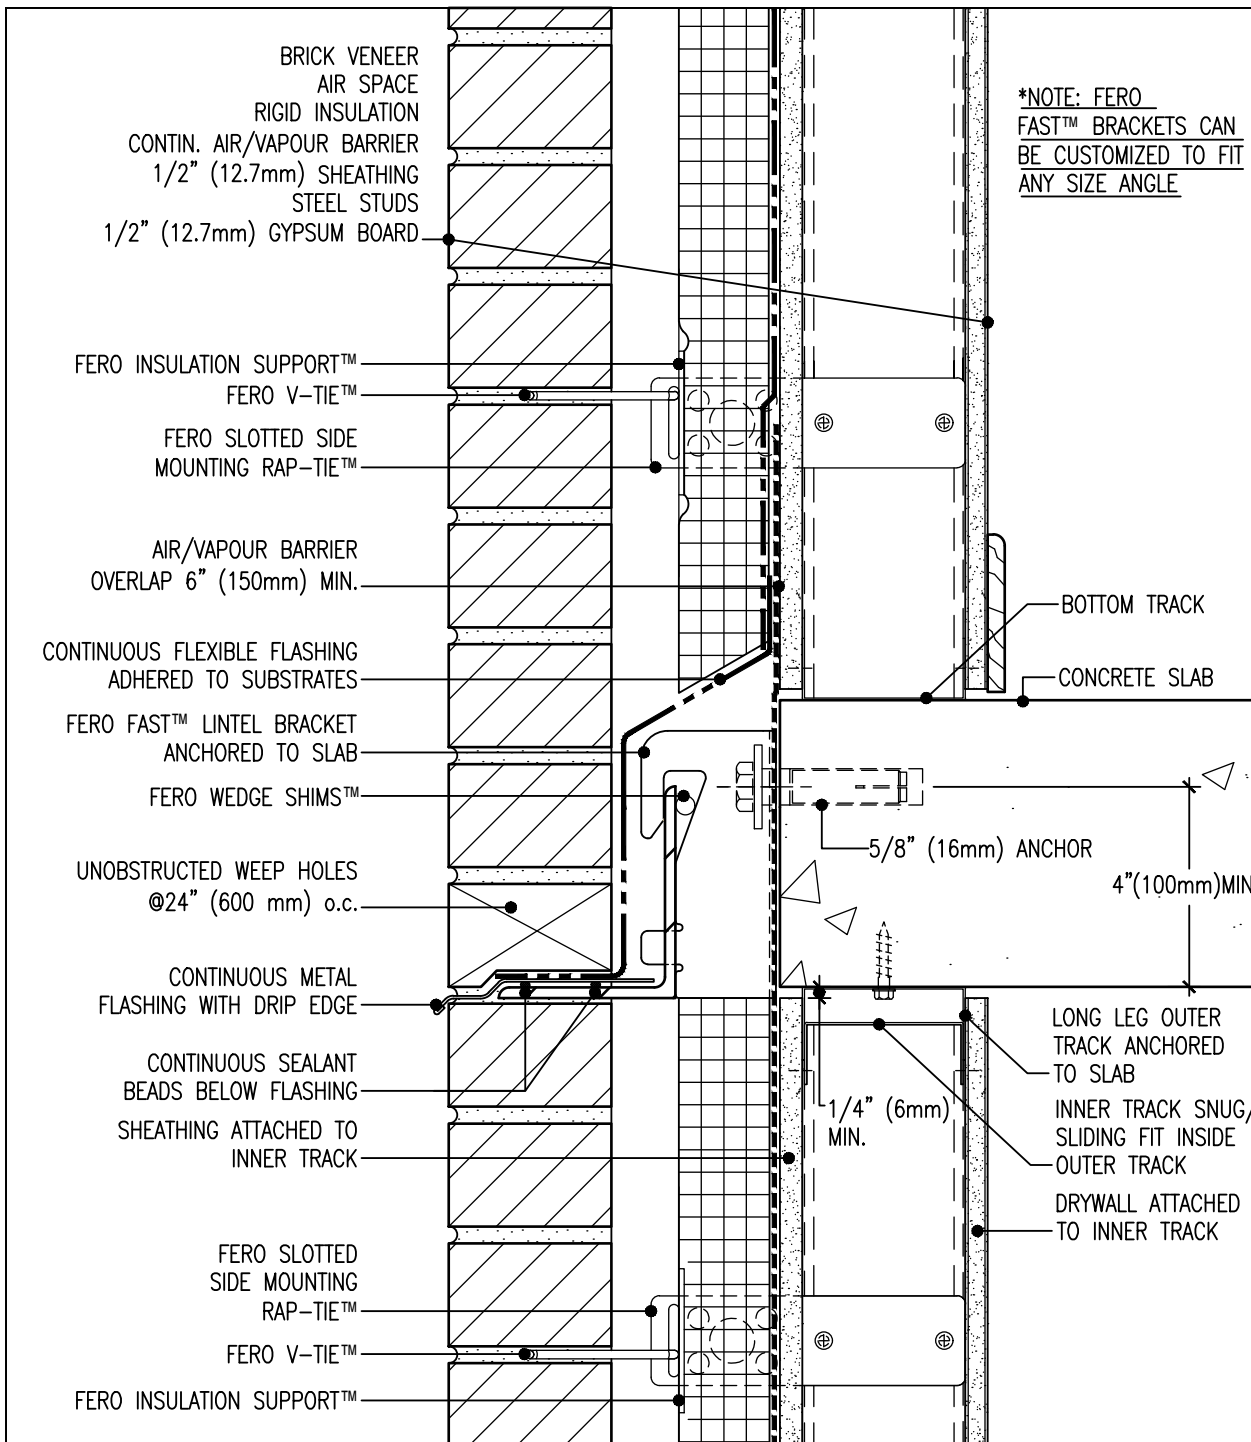 BRICK VENEER
AIR SPACE
RIGID INSULATION
CONTIN. AIR/VAPOUR BARRIER
1/2" (12.7mm) SHEATHING
STEEL STUDS
1/2" (12.7mm) GYPSUM BOARD
*NOTE: FERO
FAST™ BRACKETS CAN
BE CUSTOMIZED TO FIT
ANY SIZE ANGLE
FERO INSULATION SUPPORT™
FERO V-TIE™
FERO SLOTTED SIDE
MOUNTING RAP-TIE™
AIR/VAPOUR BARRIER
OVERLAP 6" (150mm) MIN.
CONTINUOUS FLEXIBLE FLASHING
ADHERED TO SUBSTRATES
FERO FAST™ LINTEL BRACKET
ANCHORED TO SLAB
FERO WEDGE SHIMS™
UNOBSTRUCTED WEEP HOLES
@24" (600 mm) o.c.
CONTINUOUS METAL
FLASHING WITH DRIP EDGE
CONTINUOUS SEALANT
BEADS BELOW FLASHING
SHEATHING ATTACHED TO
INNER TRACK
FERO SLOTTED
SIDE MOUNTING
RAP-TIE™
FERO V-TIE™
FERO INSULATION SUPPORT™
BOTTOM TRACK
CONCRETE SLAB
5/8" (16mm) ANCHOR
4"(100mm)MIN
LONG LEG OUTER
TRACK ANCHORED
TO SLAB
1/4" (6mm)
MIN.
INNER TRACK SNUG/
SLIDING FIT INSIDE
OUTER TRACK
DRYWALL ATTACHED
TO INNER TRACK